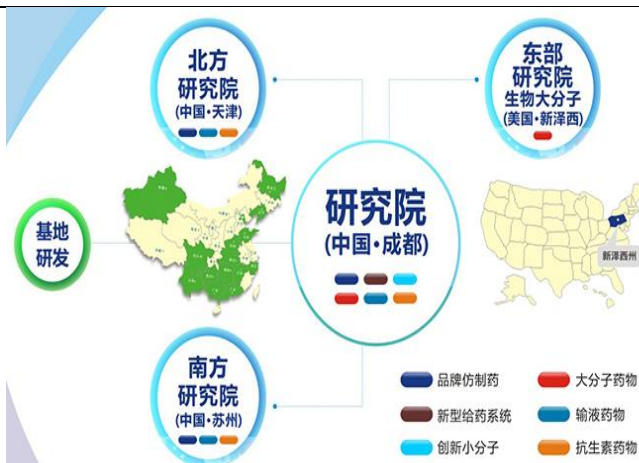 北方
研究院
(中国·天津)
东部
研究院
生物大分子
(美国·新泽西)
基地
研发
研究院
(中国·成都)
新泽西州
南方
研究院
(中国·苏州)
品牌仿制药
大分子药物
新型给药系统
输液药物
创新小分子
抗生素药物